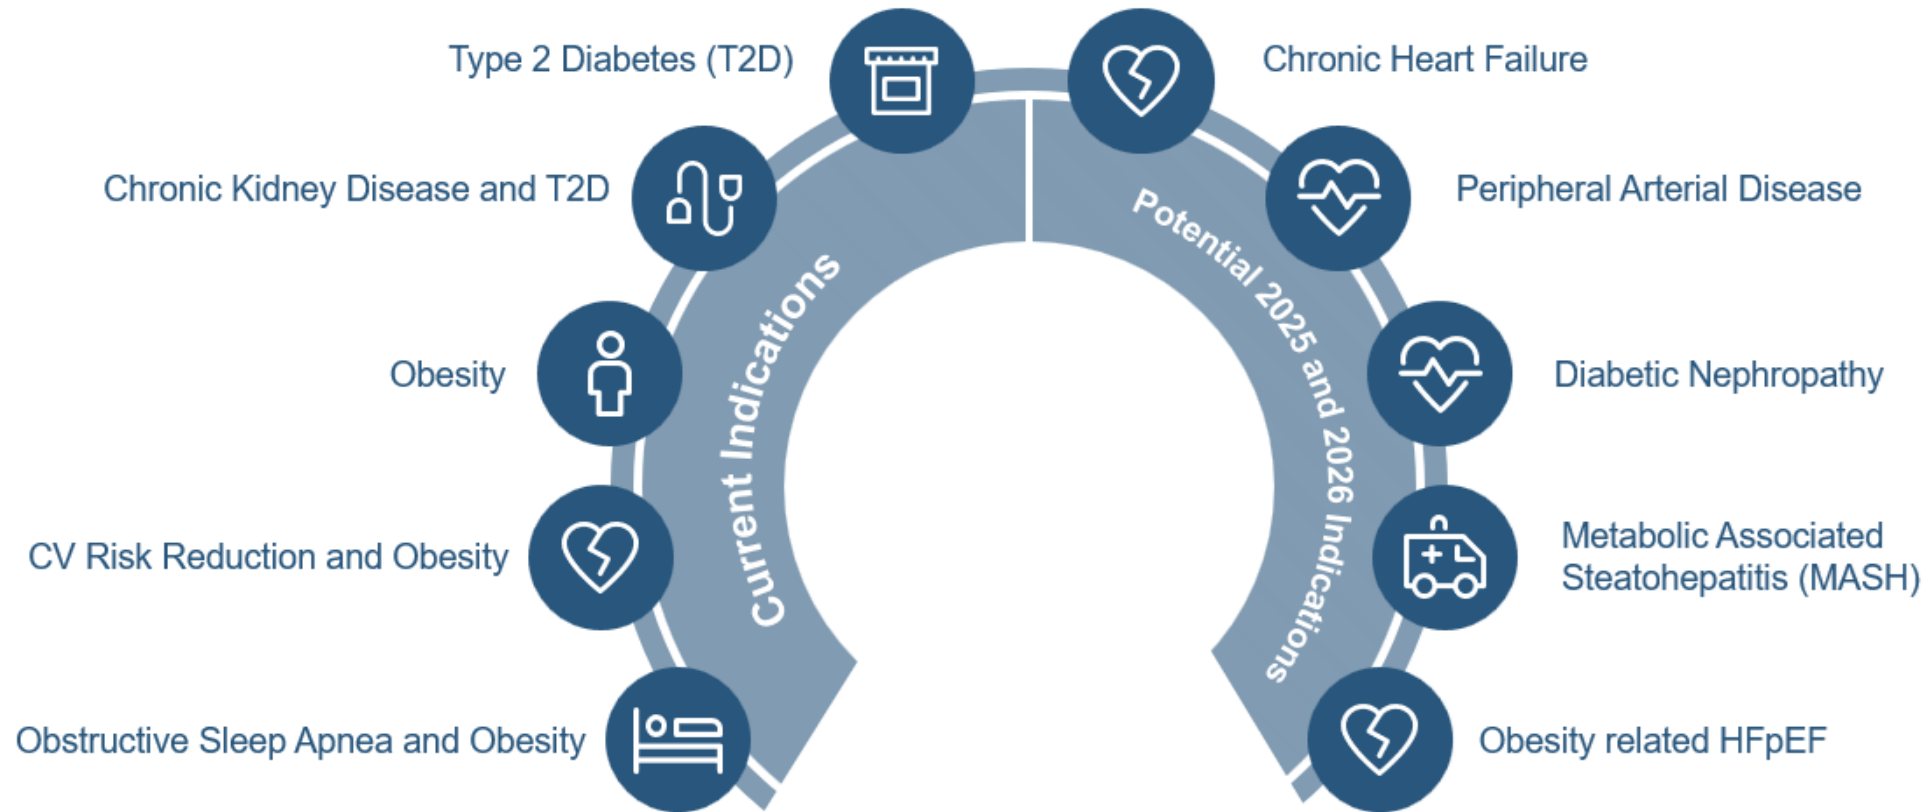 Type 2 Diabetes (T2D)
Chronic Kidney Disease and T2D
Obesity
CV Risk Reduction and Obesity
Obstructive Sleep Apnea and Obesity
Current Indications
Potential 2025 and 2026 Indications
Chronic Heart Failure
Peripheral Arterial Disease
Diabetic Nephropathy
Metabolic Associated
Steatohepatitis (MASH)
Obesity related HFpEF